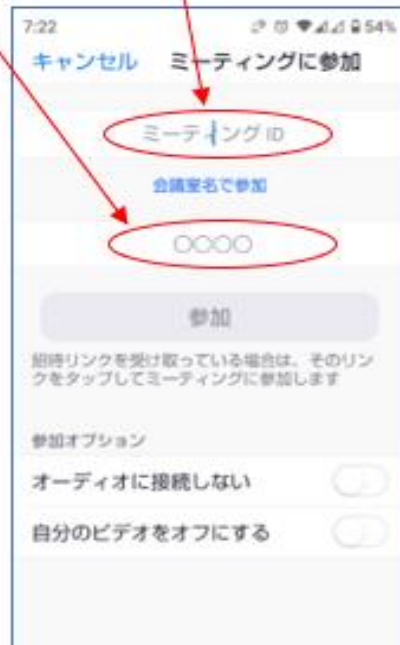 7:22 54%
キャンセル ミーティングに参加
ミーティング ID
会議室名で参加
○○○○
参加
招待リンクを受け取っている場合は、そのリン
クをタップしてミーティングに参加します
参加オプション
オーディオに接続しない
自分のビデオをオフにする